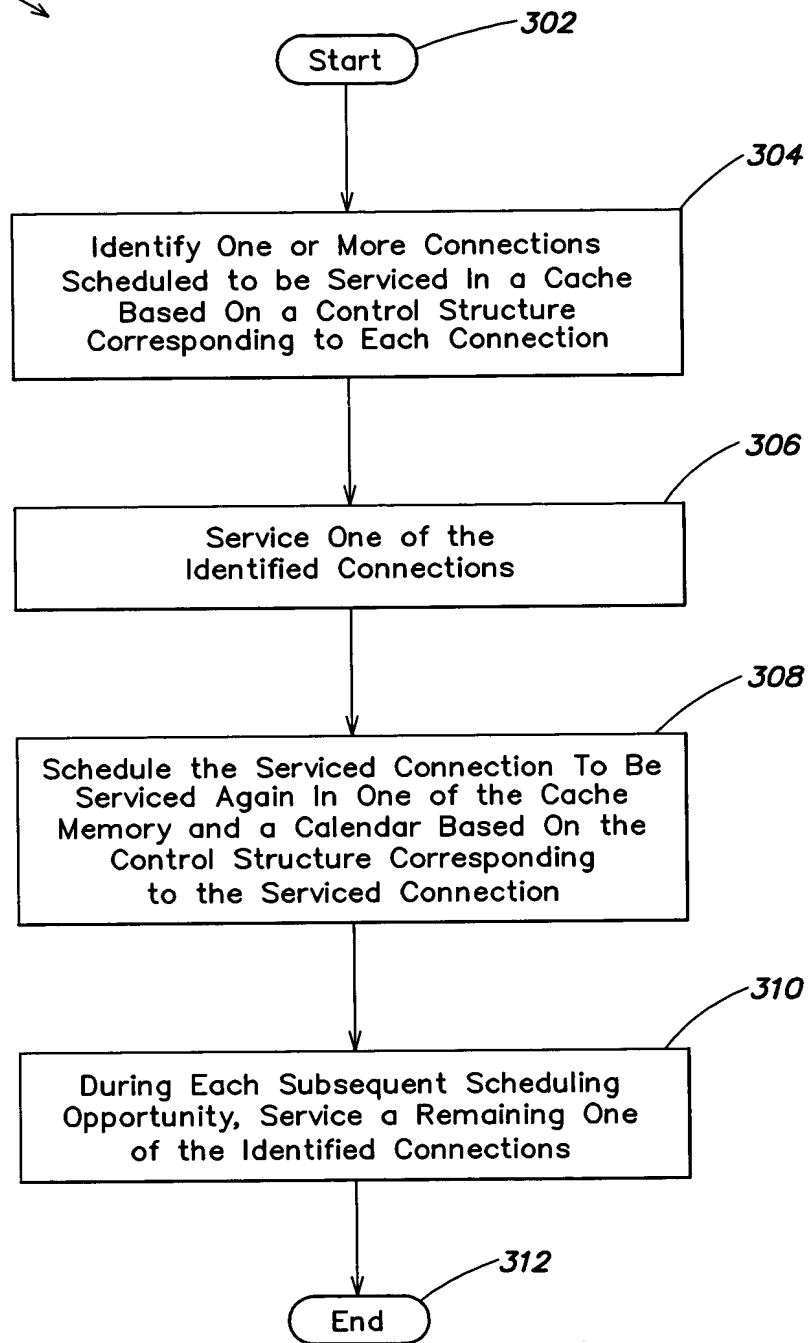 302
Start
304
Identify One or More Connections
Scheduled to be Serviced In a Cache
Based On a Control Structure
Corresponding to Each Connection
306
Service One of the
Identified Connections
308
Schedule the Serviced Connection To Be
Serviced Again In One of the Cache
Memory and a Calendar Based On the
Control Structure Corresponding
to the Serviced Connection
310
During Each Subsequent Scheduling
Opportunity, Service a Remaining One
of the Identified Connections
312
End